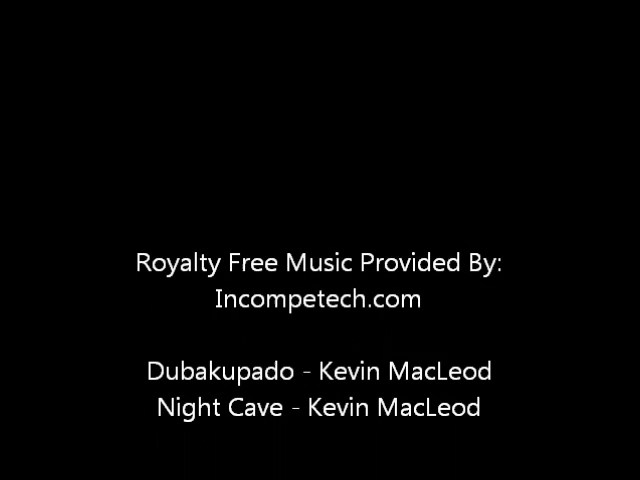 Royalty Free Music Provided By:
Incompetech.com
Dubakupado - Kevin MacLeod
Night Cave - Kevin MacLeod